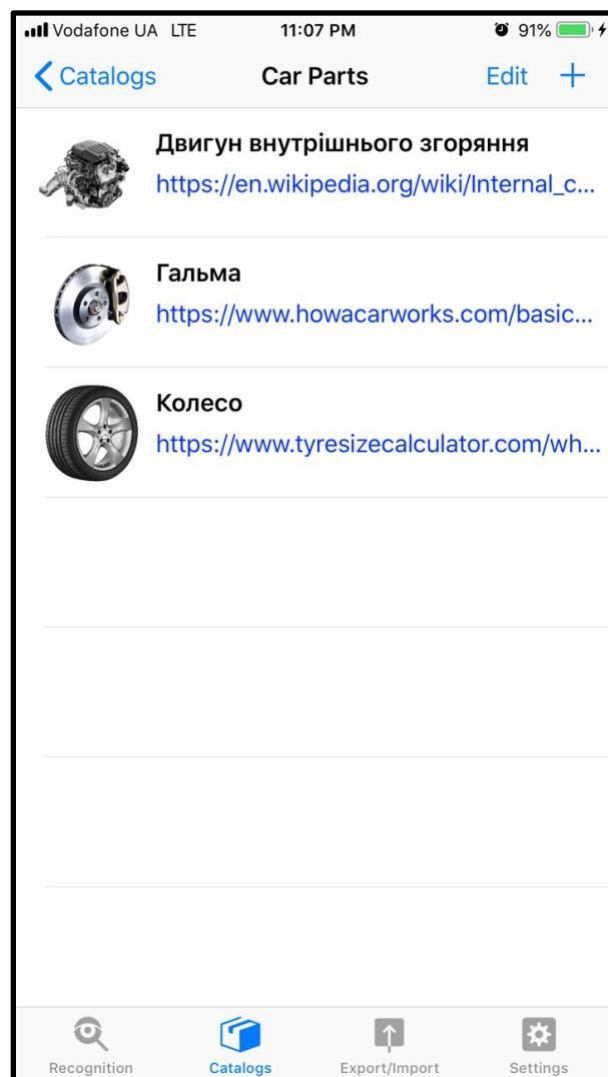 Vodafone UA LTE 11:07 PM 91%
Catalogs Car Parts Edit
Двигун внутрішнього згоряння
https://en.wikipedia.org/wiki/Internal_c...
Гальма
https://www.howacarworks.com/basic...
Колесо
https://www.tyresizecalculator.com/wh...
Recognition Catalogs Export/Import Settings